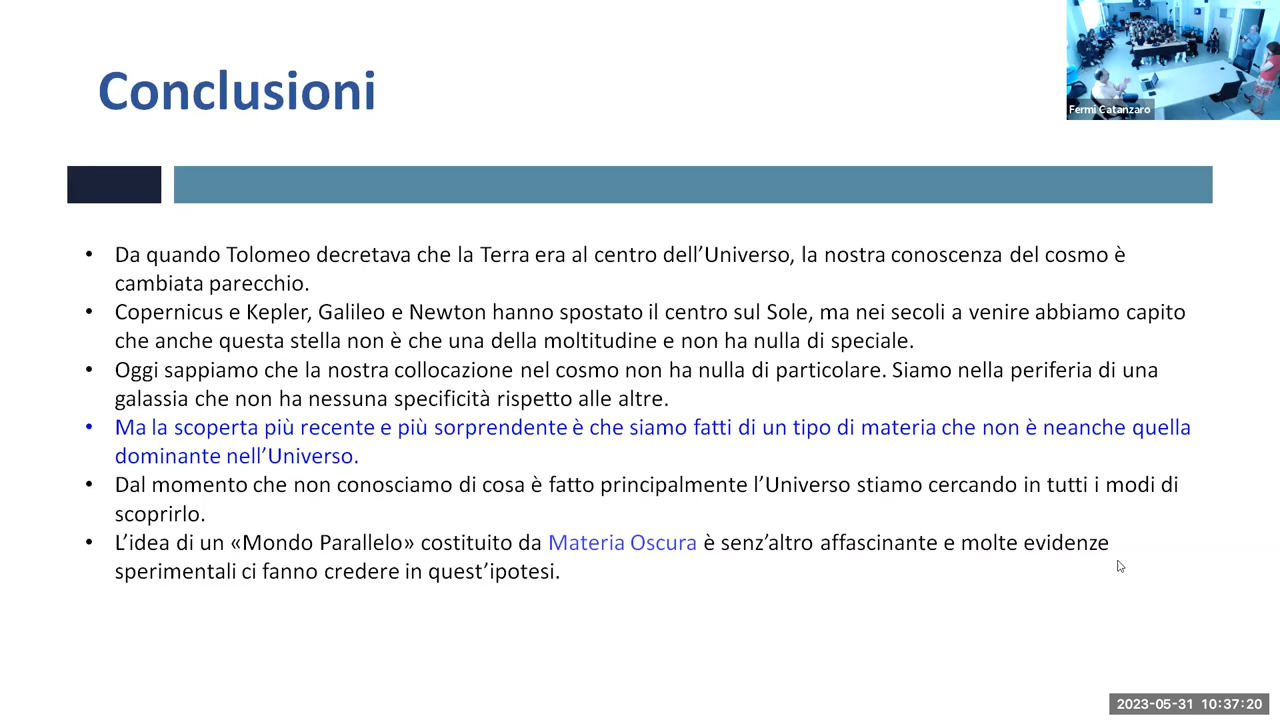 Conclusioni
Fermi Catanzaro
• Da quando Tolomeo decretava che la Terra era al centro dell’Universo, la nostra conoscenza del cosmo è
cambiata parecchio.
• Copernicus e Kepler, Galileo e Newton hanno spostato il centro sul Sole, ma nei secoli a venire abbiamo capito
che anche questa stella non è che una della moltitudine e non ha nulla di speciale.
• Oggi sappiamo che la nostra collocazione nel cosmo non ha nulla di particolare. Siamo nella periferia di una
galassia che non ha nessuna specificità rispetto alle altre.
• Ma la scoperta più recente e più sorprendente è che siamo fatti di un tipo di materia che non è neanche quella
dominante nell’Universo.
• Dal momento che non conosciamo di cosa è fatto principalmente l’Universo stiamo cercando in tutti i modi di
scoprirlo.
• L’idea di un «Mondo Parallelo» costituito da Materia Oscura è senz’altro affascinante e molte evidenze
sperimentali ci fanno credere in quest’ipotesi.
2023-05-31 10:37:20